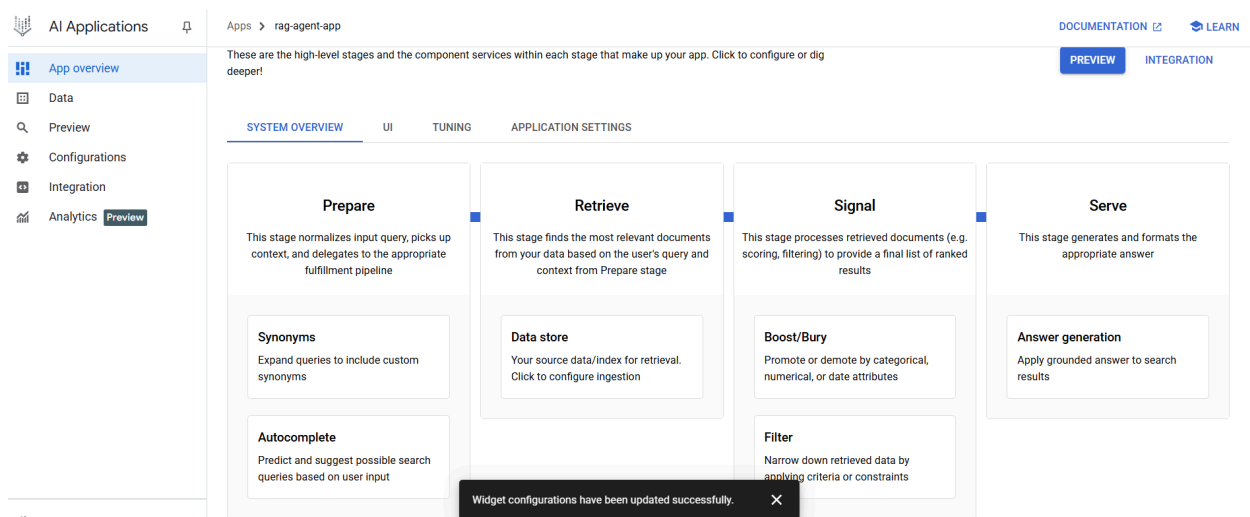 AI Applications
Apps > rag-agent-app
DOCUMENTATION
LEARN
App overview
Data
Preview
Configurations
Integration
Analytics Preview
These are the high-level stages and the component services within each stage that make up your app. Click to configure or dig
deeper!
PREVIEW
INTEGRATION
SYSTEM OVERVIEW
UI
TUNING
APPLICATION SETTINGS
Prepare
This stage normalizes input query, picks up
context, and delegates to the appropriate
fulfillment pipeline
Synonyms
Expand queries to include custom
synonyms
Autocomplete
Predict and suggest possible search
queries based on user input
Retrieve
This stage finds the most relevant documents
from your data based on the user's query and
context from Prepare stage
Data store
Your source data/index for retrieval.
Click to configure ingestion
Signal
This stage processes retrieved documents (e.g.
scoring, filtering) to provide a final list of ranked
results
Boost/Bury
Promote or demote by categorical,
numerical, or date attributes
Filter
Narrow down retrieved data by
applying criteria or constraints
Serve
This stage generates and formats the
appropriate answer
Answer generation
Apply grounded answer to search
results
Widget configurations have been updated successfully.